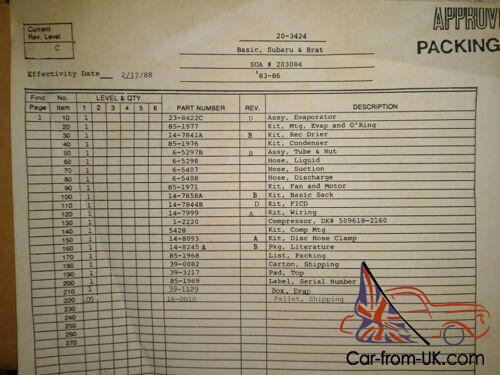 APPROV
PACKING
Current
Rev. Level
C
20-3424
Basic, Subaru & Brat
SOA # 203084
'83-86
Effectivity Date 2/17/88
Find No. LEVEL & QTY PART NUMBER REV. DESCRIPTION
Page Item 1 2 3 4 5 6
1 10 1 23-8422C D Assy, Evaporator
20 1 85-1977 Kit, Mtg, Evap and O'Ring
30 1 14-7841A B Kit, Rec Drier
40 1 85-1976 Kit, Condenser
50 1 6-5297B Assy, Tube & Nut
60 1 6-5298 Hose, Liquid
70 1 6-5407 Hose, Suction
80 1 6-5408 Hose, Discharge
90 1 85-1971 Kit, Fan and Motor
100 1 14-7858A B Kit, Basic Sack
110 1 14-7844B D Kit, FICD
120 1 14-7999 A Kit, Wiring
130 1 1-2220 Compressor, DK# 50961B-2160
140 1 5428 Kit, Comp Mtg
150 1 14-8093 A Kit, Disc Hose Clamp
160 1 14-8245 A B Pkg, Literature
170 1 85-1968 List, Packing
180 1 39-0082 Carton, Shipping
190 1 39-3217 Pad, Top
200 1 85-1969 Label, Serial Number
210 1 39-1129 Box, Evap
220 .05 16-0010 Pallet, Shipping
230
240
250
260
270
Car-from-UK.com